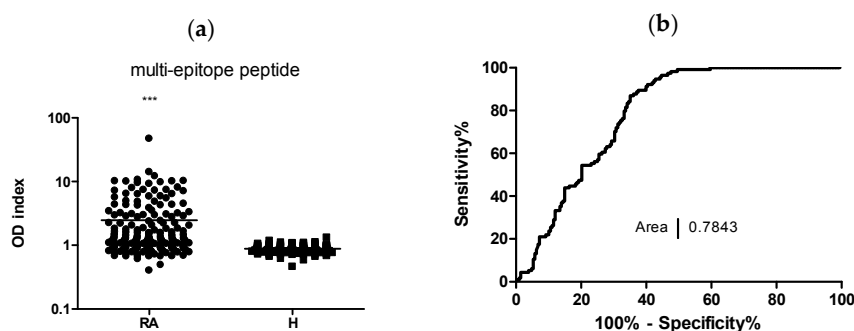 (a)
multi-epitope peptide
***
100
10
1
0.1
OD index
RA
H
(b)
100
80
60
40
20
0
Sensitivity%
Area | 0.7843
0
20
40
60
80
100
100% - Specificity%